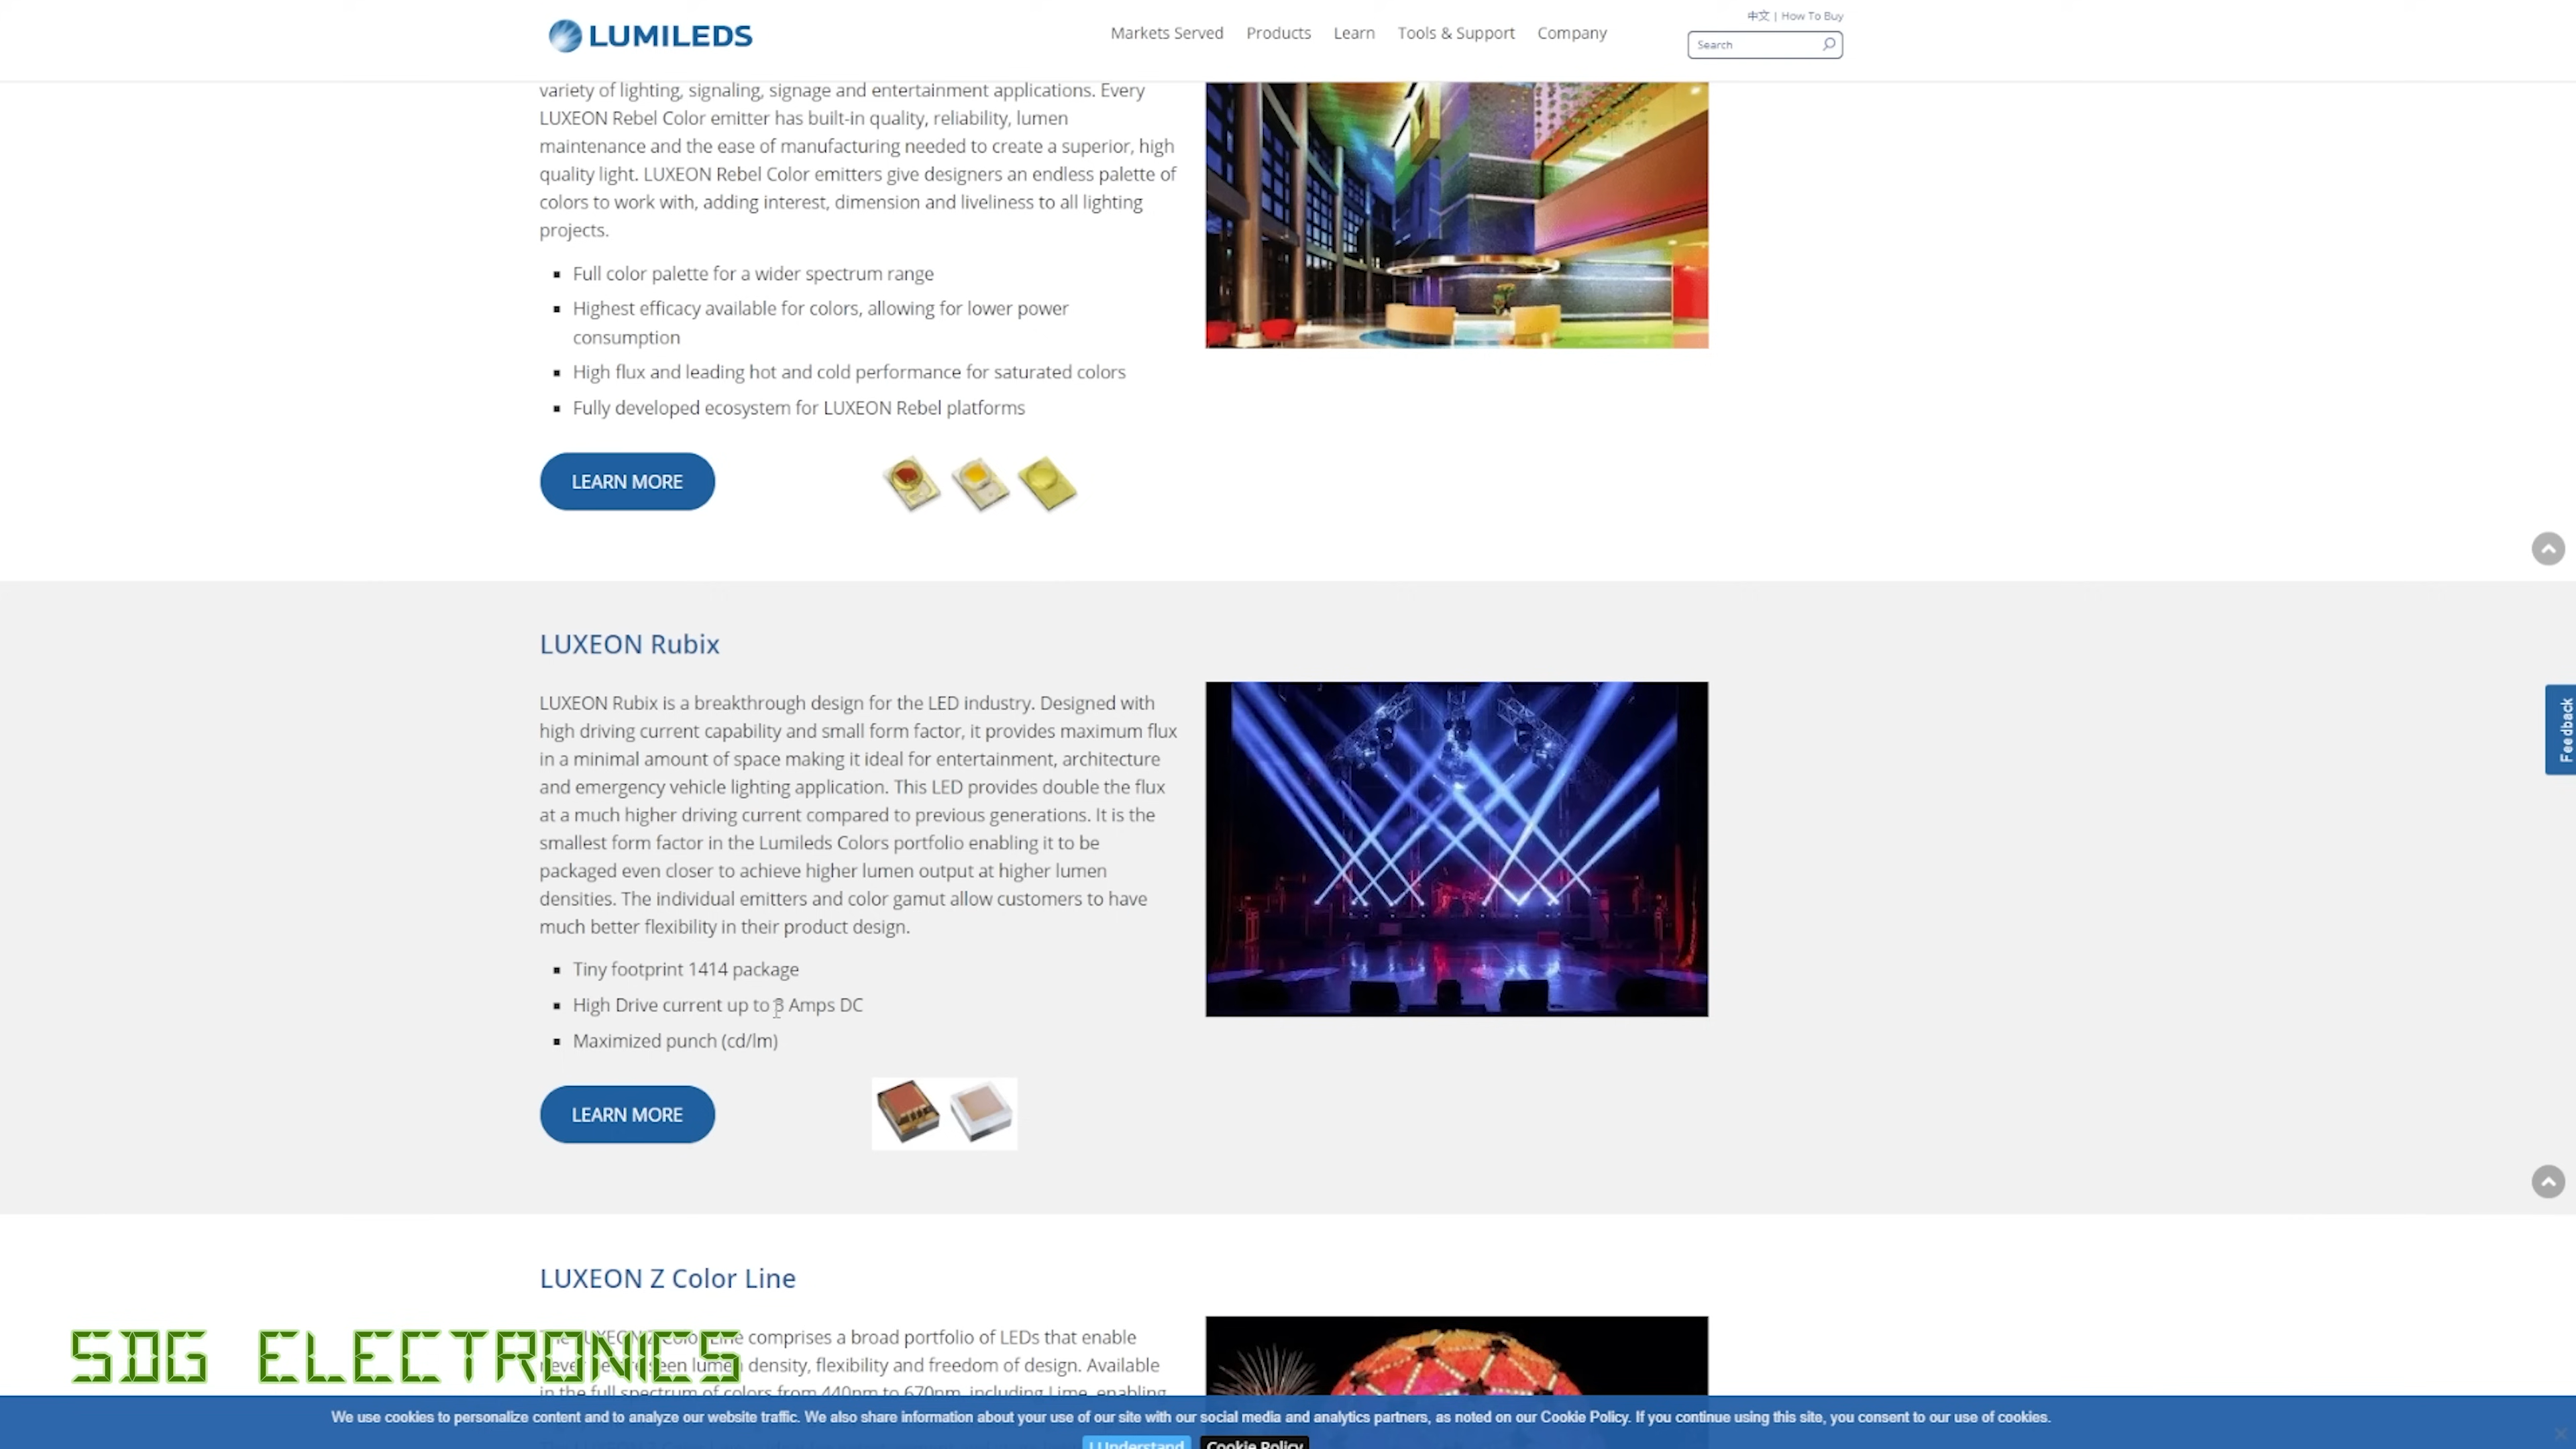 中文 | How To Buy
LUMILEDS
Markets Served Products Learn Tools & Support Company
Search
variety of lighting, signaling, signage and entertainment applications. Every
LUXEON Rebel Color emitter has built-in quality, reliability, lumen
maintenance and the ease of manufacturing needed to create a superior, high
quality light. LUXEON Rebel Color emitters give designers an endless palette of
colors to work with, adding interest, dimension and liveliness to all lighting
projects.
Full color palette for a wider spectrum range
Highest efficacy available for colors, allowing for lower power
consumption
High flux and leading hot and cold performance for saturated colors
Fully developed ecosystem for LUXEON Rebel platforms
LEARN MORE
LUXEON Rubix
LUXEON Rubix is a breakthrough design for the LED industry. Designed with
high driving current capability and small form factor, it provides maximum flux
in a minimal amount of space making it ideal for entertainment, architecture
and emergency vehicle lighting application. This LED provides double the flux
at a much higher driving current compared to previous generations. It is the
smallest form factor in the Lumileds Colors portfolio enabling it to be
packaged even closer to achieve higher lumen output at higher lumen
densities. The individual emitters and color gamut allow customers to have
much better flexibility in their product design.
Tiny footprint 1414 package
High Drive current up to 3 Amps DC
Maximized punch (cd/lm)
LEARN MORE
Feedback
LUXEON Z Color Line
comprises a broad portfolio of LEDs that enable
density, flexibility and freedom of design. Available
in the full spectrum of colors from 440nm to 670nm, including Lime, enabling
SDG ELECTRONICS
We use cookies to personalize content and to analyze our website traffic. We also share information about your use of our site with our social media and analytics partners, as noted on our Cookie Policy. If you continue using this site, you consent to our use of cookies.
I Understand Cookie Policy